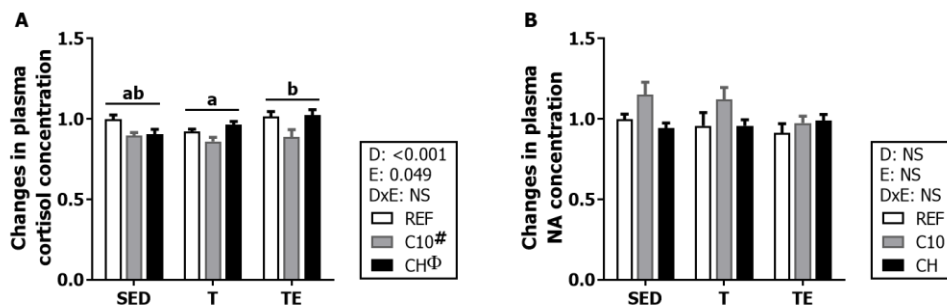 A
Changes in plasma
cortisol concentration
1.5
1.0
0.5
0.0
ab
a
b
SED
T
TE
D: <0.001
E: 0.049
DxE: NS
REF
C10#
CHΦ
B
Changes in plasma
NA concentration
1.5
1.0
0.5
0.0
SED
T
TE
D: NS
E: NS
DxE: NS
REF
C10
CH